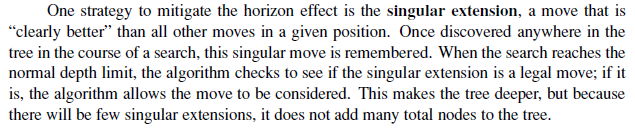 One strategy to mitigate the horizon effect is the singular extension, a move that is
“clearly better” than all other moves in a given position. Once discovered anywhere in the
tree in the course of a search, this singular move is remembered. When the search reaches the
normal depth limit, the algorithm checks to see if the singular extension is a legal move; if it
is, the algorithm allows the move to be considered. This makes the tree deeper, but because
there will be few singular extensions, it does not add many total nodes to the tree.